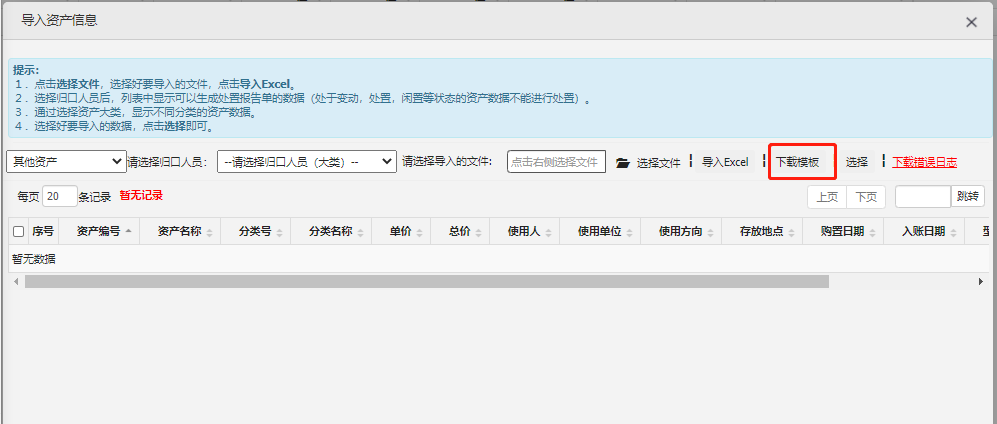 导入资产信息
提示：
1 . 点击选择文件，选择好要导入的文件，点击导入Excel。
2 . 选择归口人员后，列表中显示可以生成处置报告单的数据（处于变动，处置，闲置等状态的资产数据不能进行处置）。
3 . 通过选择资产大类，显示不同分类的资产数据。
4 . 选择好要导入的数据，点击选择即可。
其他资产 请选择归口人员： --请选择归口人员（大类）-- 请选择导入的文件： 点击右侧选择文件 选择文件 ¦ 导入Excel ¦ 下载模板 选择 ¦ 下载错误日志
每页 20 条记录 暂无记录 上页 下页 跳转
序号 资产编号 资产名称 分类号 分类名称 单价 总价 使用人 使用单位 使用方向 存放地点 购置日期 入账日期
暂无数据